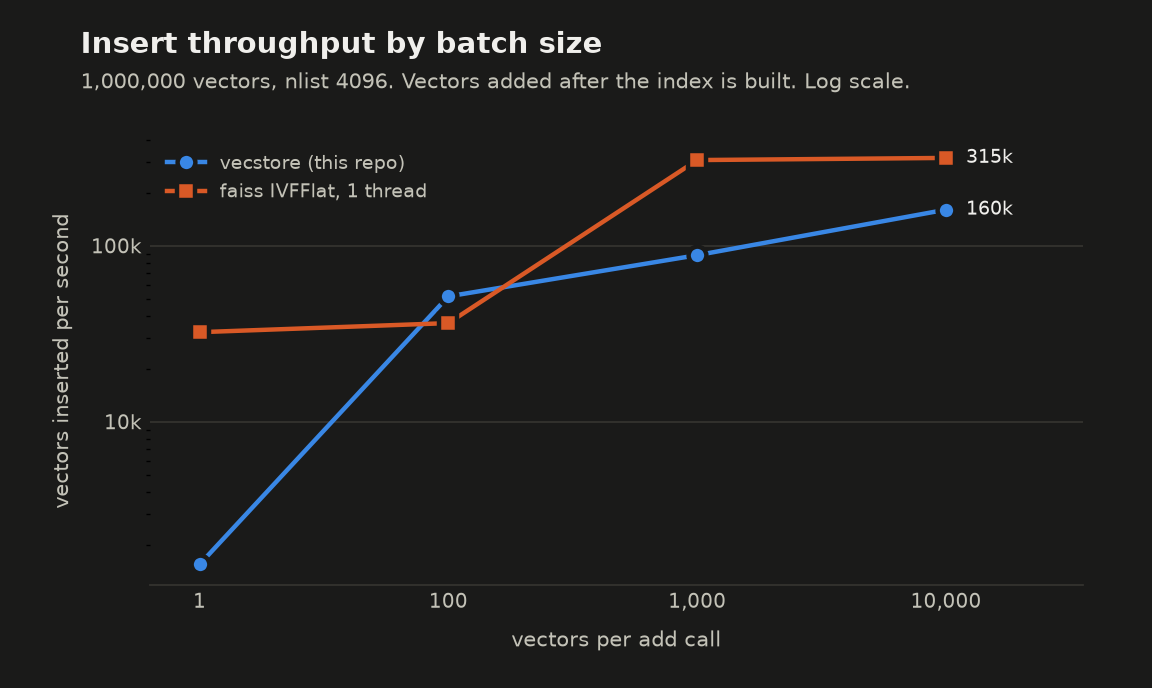 Insert throughput by batch size
1,000,000 vectors, nlist 4096. Vectors added after the index is built. Log scale.
vecstore (this repo)
faiss IVFFlat, 1 thread
315k
160k
vectors inserted per second
100k
10k
1 100 1,000 10,000
vectors per add call